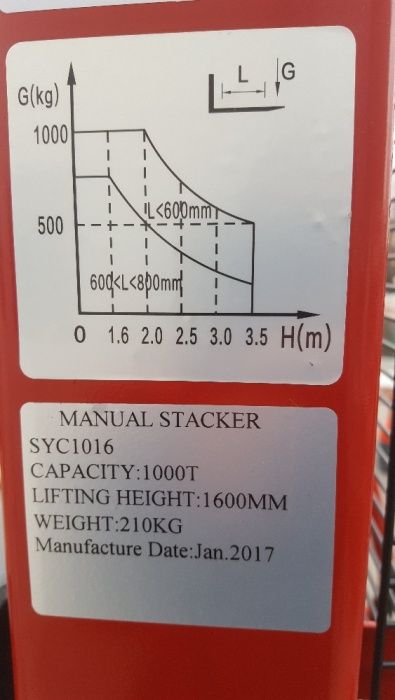 L G
G(kg)
1000
L<600mm
500
600<L<800mm
0 1.6 2.0 2.5 3.0 3.5 H(m)
MANUAL STACKER
SYC1016
CAPACITY:1000T
LIFTING HEIGHT:1600MM
WEIGHT:210KG
Manufacture Date:Jan.2017